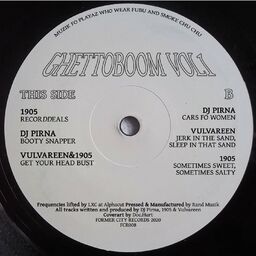 MUZIK FO PLAYAZ WHO WEAR FUBU AND SMOKE CHU CHU
GHETTOBOOM VOL1
THIS SIDE
B
1905
RECORDDEALS
DJ PIRNA
BOOTY SNAPPER
VULVAREEN&1905
GET YOUR HEAD BUST
DJ PIRNA
CARS FO WOMEN
VULVAREEN
JERK IN THE SAND,
SLEEP IN THAT SAND
1905
SOMETIMES SWEET,
SOMETIMES SALTY
Frequencies lifted by LXC at Alphacut Pressed & Manufactured by Rand Muzik
All tracks written and produced by DJ Pirna, 1905 & Vulvareen
Coverart by Doc.Hurt
FORMER CITY RECORDS 2020
FCR008